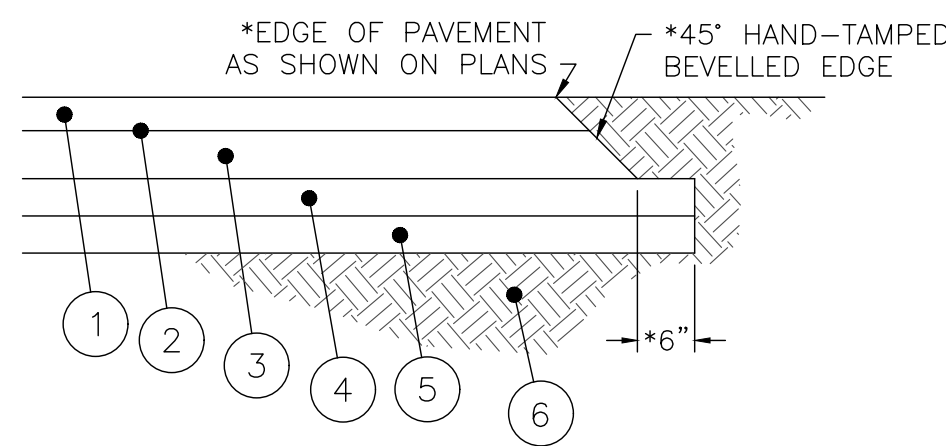 *EDGE OF PAVEMENT
AS SHOWN ON PLANS
*45° HAND-TAMPED
BEVELLED EDGE
1
2
3
4
5
6
*6"